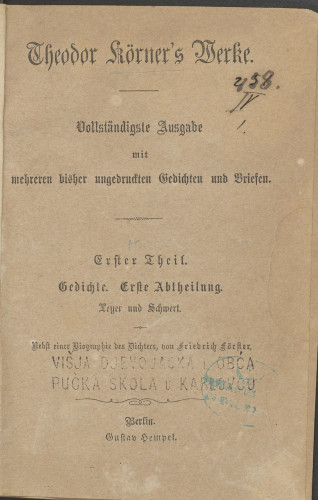 Theodor Körner's Werke.
458.
IV
1.
Vollständigste Ausgabe
mit
mehreren bisher ungedruckten Gedichten und Briefen.
Erster Theil.
Gedichte. Erste Abtheilung.
Leyer und Schwert.
Nebst einer Biographie des Dichters, von Friedrich Förster.
VIŠJA DJEVOJAČKA I OBĆA
PUČKA ŠKOLA U KARLOVCU
Berlin.
Gustav Hempel.